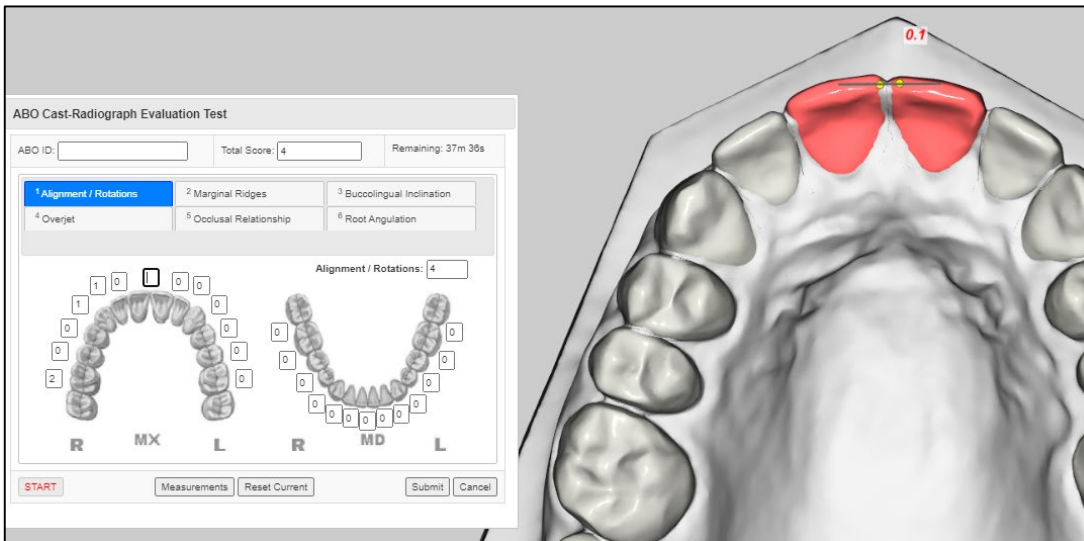 0.1
ABO Cast-Radiograph Evaluation Test
ABO ID: Total Score: 4 Remaining: 37m 36s
1 Alignment / Rotations 2 Marginal Ridges 3 Buccolingual Inclination
4 Overjet 5 Occlusal Relationship 6 Root Angulation
Alignment / Rotations: 4
1 0 0 0
1 0
0 0 0 0
0 0 0 0
2 0 0 0
0 0
0 0 0 0 0 0
R MX L R MD L
START Measurements Reset Current Submit Cancel